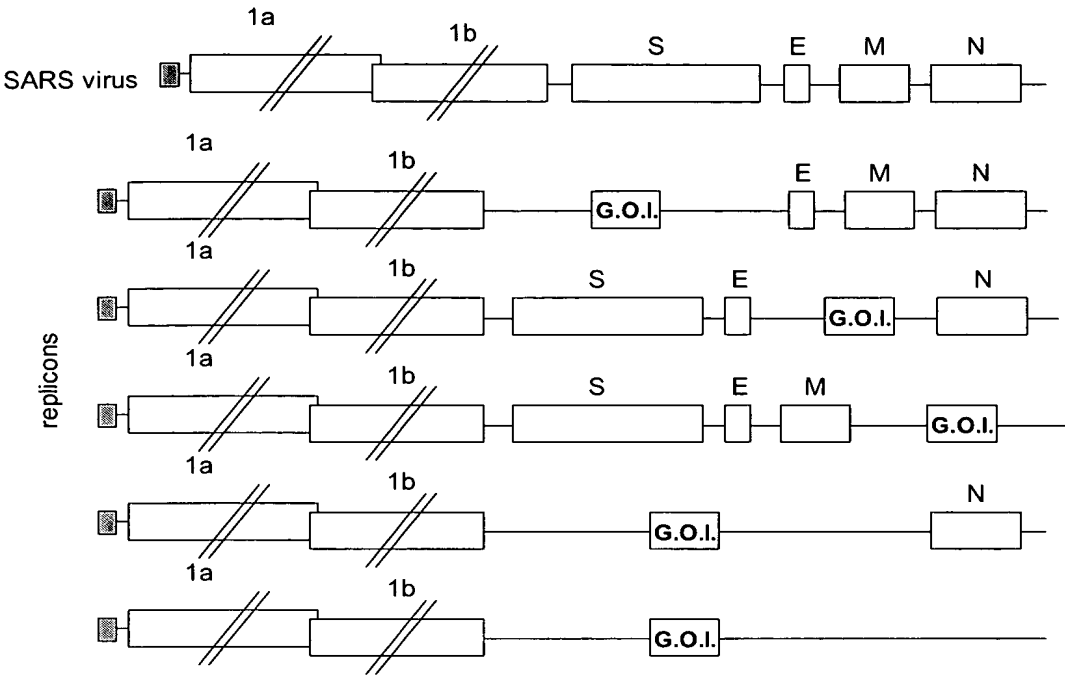 1a
1b
S
E
M
N
SARS virus
1a
1b
E
M
N
G.O.I.
1a
1b
S
E
N
G.O.I.
replicons
1a
1b
S
E
M
G.O.I.
1a
1b
N
G.O.I.
1a
1b
G.O.I.